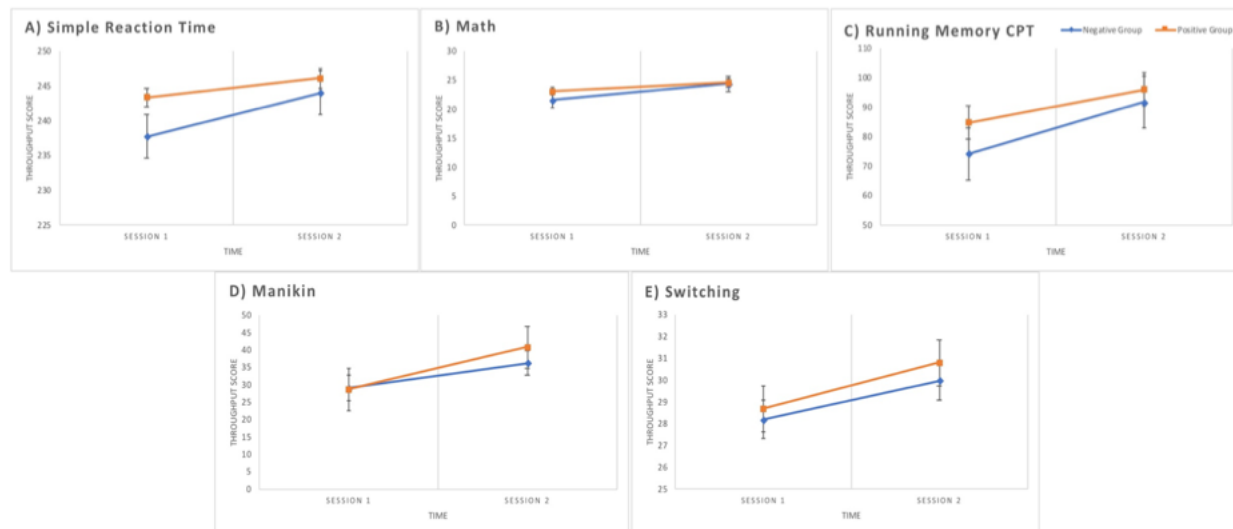 A) Simple Reaction Time
250
245
240
235
230
225
THROUGHPUT SCORE
SESSION 1
SESSION 2
TIME
B) Math
30
25
20
15
10
5
0
THROUGHPUT SCORE
SESSION 1
SESSION 2
TIME
C) Running Memory CPT
Negative Group
Positive Group
110
100
90
80
70
60
50
THROUGHPUT SCORE
SESSION 1
SESSION 2
TIME
D) Manikin
50
45
40
35
30
25
20
15
10
5
0
THROUGHPUT SCORE
SESSION 1
SESSION 2
TIME
E) Switching
33
32
31
30
29
28
27
26
25
THROUGHPUT SCORE
SESSION 1
SESSION 2
TIME